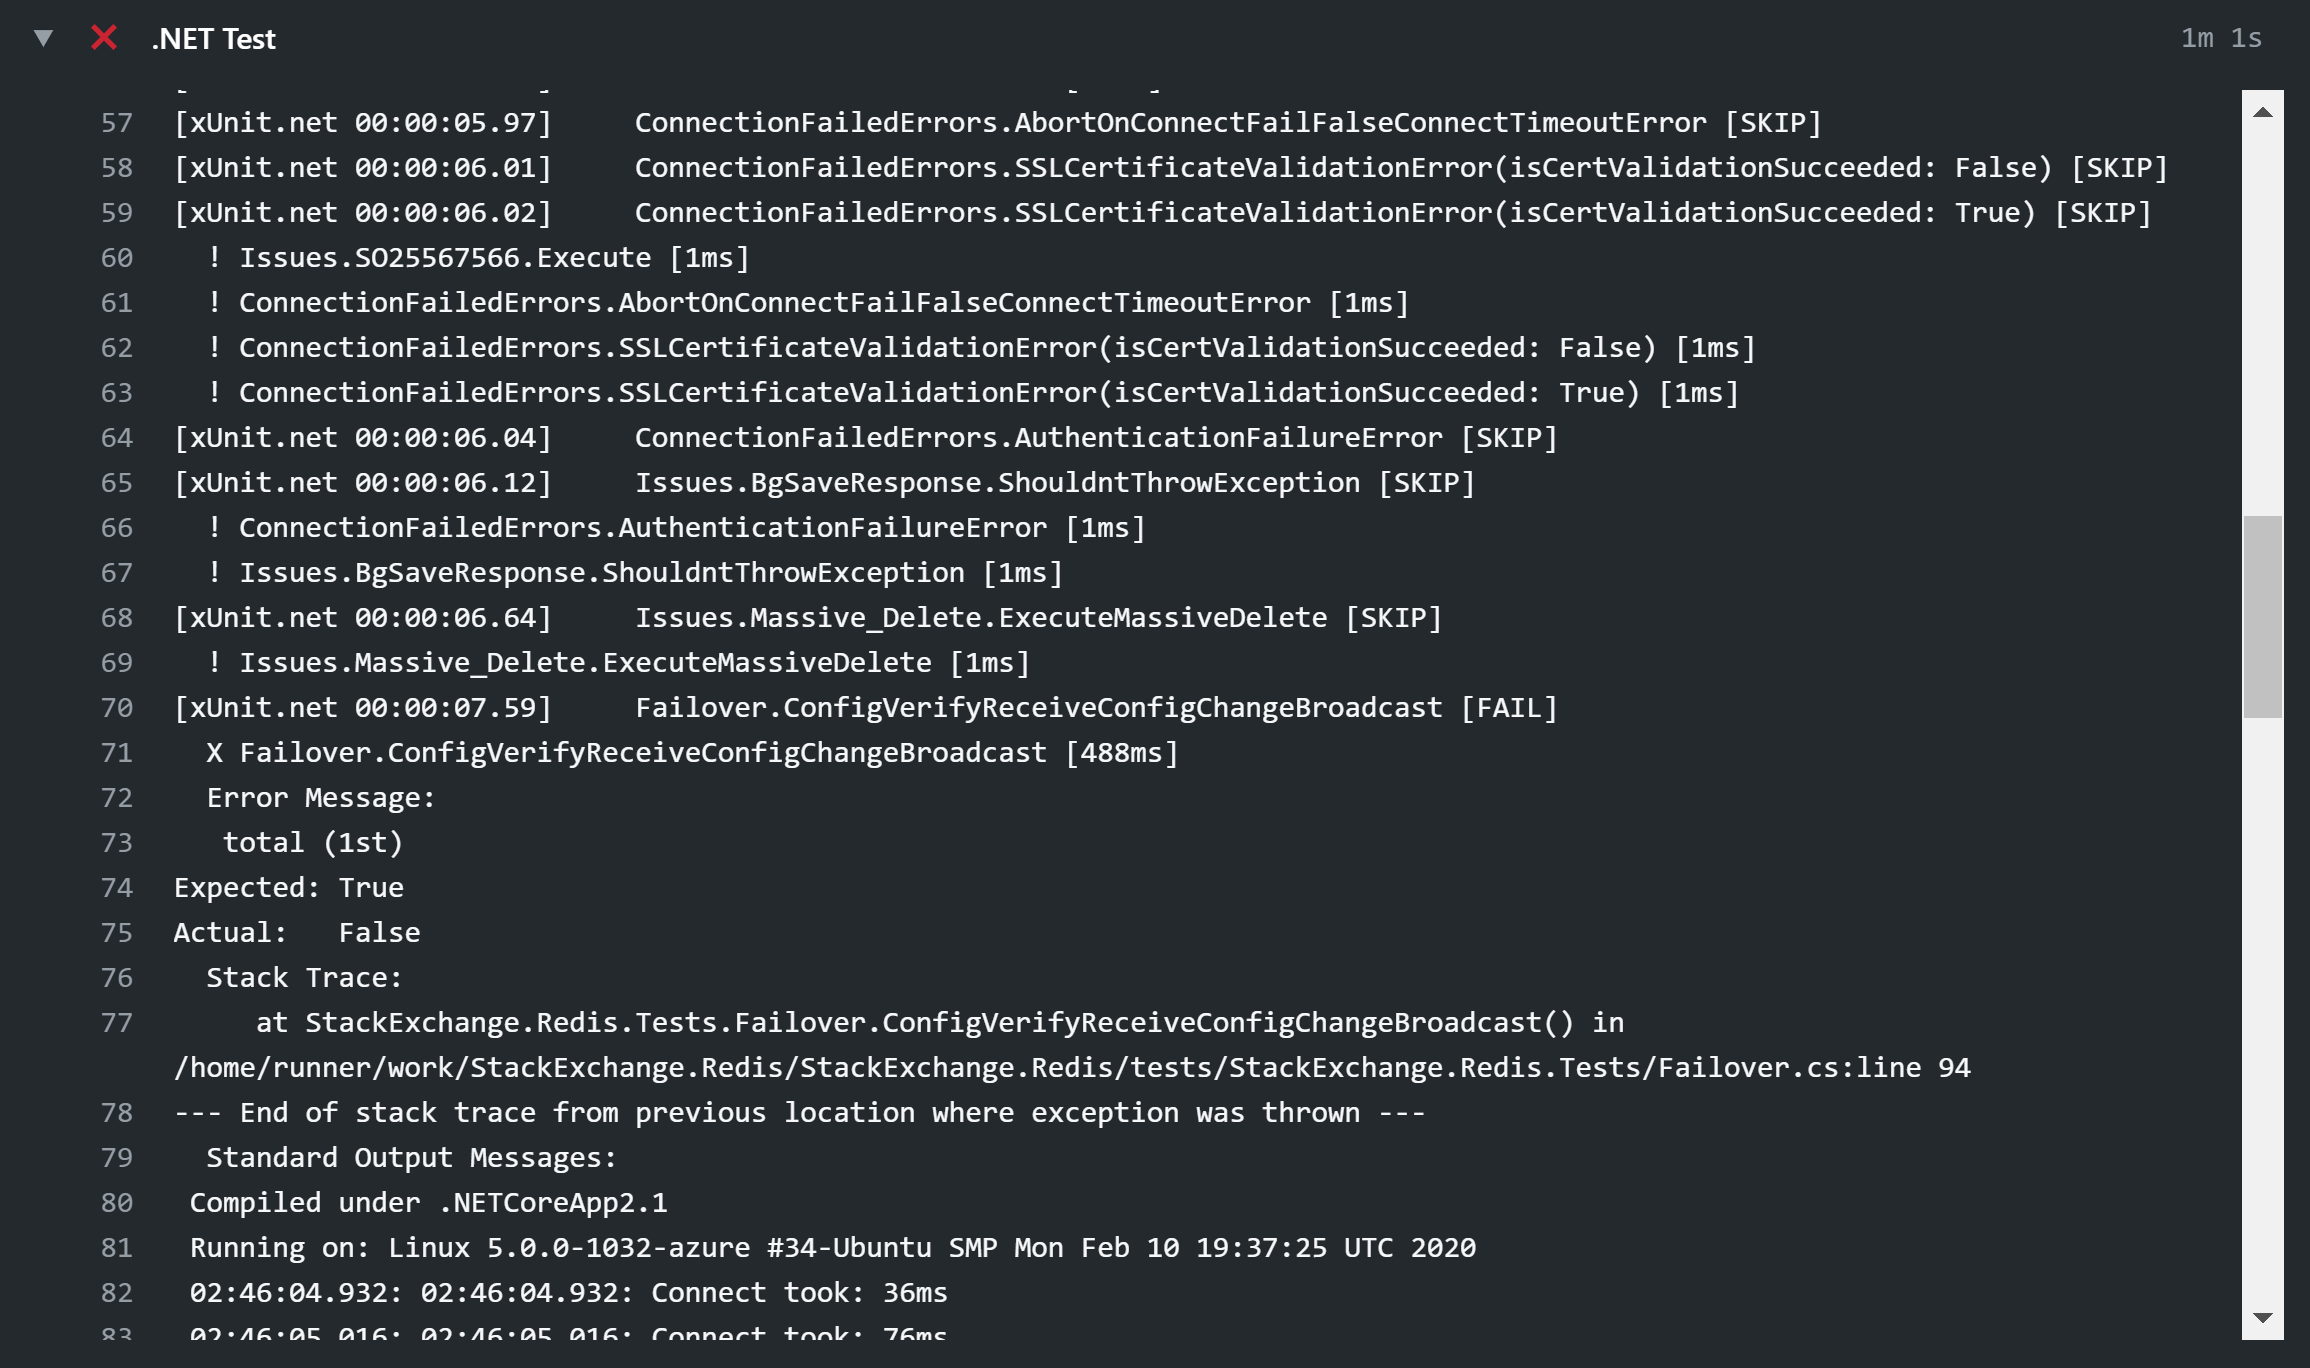 .NET Test
1m 1s
57 [xUnit.net 00:00:05.97]     ConnectionFailedErrors.AbortOnConnectFailFalseConnectTimeoutError [SKIP]
58 [xUnit.net 00:00:06.01]     ConnectionFailedErrors.SSLCertificateValidationError(isCertValidationSucceeded: False) [SKIP]
59 [xUnit.net 00:00:06.02]     ConnectionFailedErrors.SSLCertificateValidationError(isCertValidationSucceeded: True) [SKIP]
60   ! Issues.SO25567566.Execute [1ms]
61   ! ConnectionFailedErrors.AbortOnConnectFailFalseConnectTimeoutError [1ms]
62   ! ConnectionFailedErrors.SSLCertificateValidationError(isCertValidationSucceeded: False) [1ms]
63   ! ConnectionFailedErrors.SSLCertificateValidationError(isCertValidationSucceeded: True) [1ms]
64 [xUnit.net 00:00:06.04]     ConnectionFailedErrors.AuthenticationFailureError [SKIP]
65 [xUnit.net 00:00:06.12]     Issues.BgSaveResponse.ShouldntThrowException [SKIP]
66   ! ConnectionFailedErrors.AuthenticationFailureError [1ms]
67   ! Issues.BgSaveResponse.ShouldntThrowException [1ms]
68 [xUnit.net 00:00:06.64]     Issues.Massive_Delete.ExecuteMassiveDelete [SKIP]
69   ! Issues.Massive_Delete.ExecuteMassiveDelete [1ms]
70 [xUnit.net 00:00:07.59]     Failover.ConfigVerifyReceiveConfigChangeBroadcast [FAIL]
71   X Failover.ConfigVerifyReceiveConfigChangeBroadcast [488ms]
72   Error Message:
73    total (1st)
74 Expected: True
75 Actual:   False
76   Stack Trace:
77      at StackExchange.Redis.Tests.Failover.ConfigVerifyReceiveConfigChangeBroadcast() in
/home/runner/work/StackExchange.Redis/StackExchange.Redis/tests/StackExchange.Redis.Tests/Failover.cs:line 94
78 --- End of stack trace from previous location where exception was thrown ---
79   Standard Output Messages:
80  Compiled under .NETCoreApp2.1
81  Running on: Linux 5.0.0-1032-azure #34-Ubuntu SMP Mon Feb 10 19:37:25 UTC 2020
82  02:46:04.932: 02:46:04.932: Connect took: 36ms
83  02:46:05.016: 02:46:05.016: Connect took: 76ms